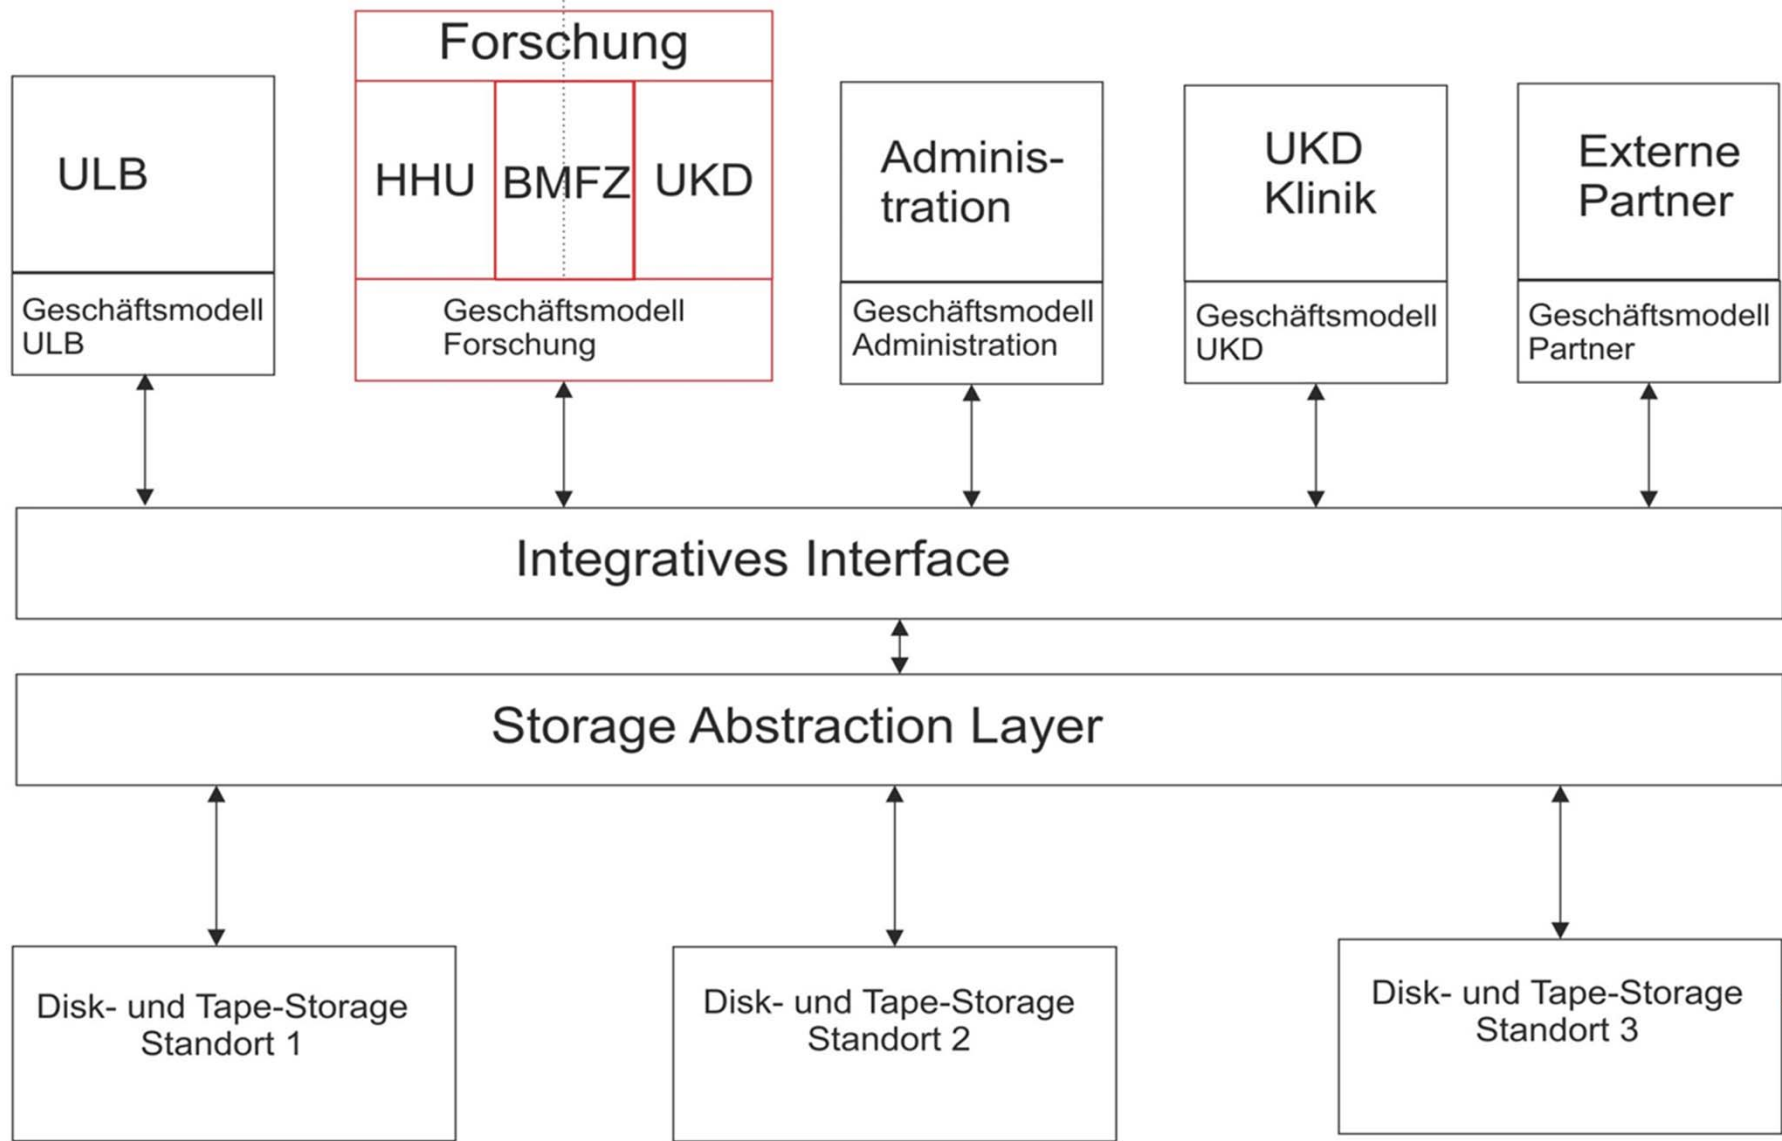 Forschung
ULB
HHU
BMFZ
UKD
Adminis-
tration
UKD
Klinik
Externe
Partner
Geschäftsmodell
ULB
Geschäftsmodell
Forschung
Geschäftsmodell
Administration
Geschäftsmodell
UKD
Geschäftsmodell
Partner
Integratives Interface
Storage Abstraction Layer
Disk- und Tape-Storage
Standort 1
Disk- und Tape-Storage
Standort 2
Disk- und Tape-Storage
Standort 3